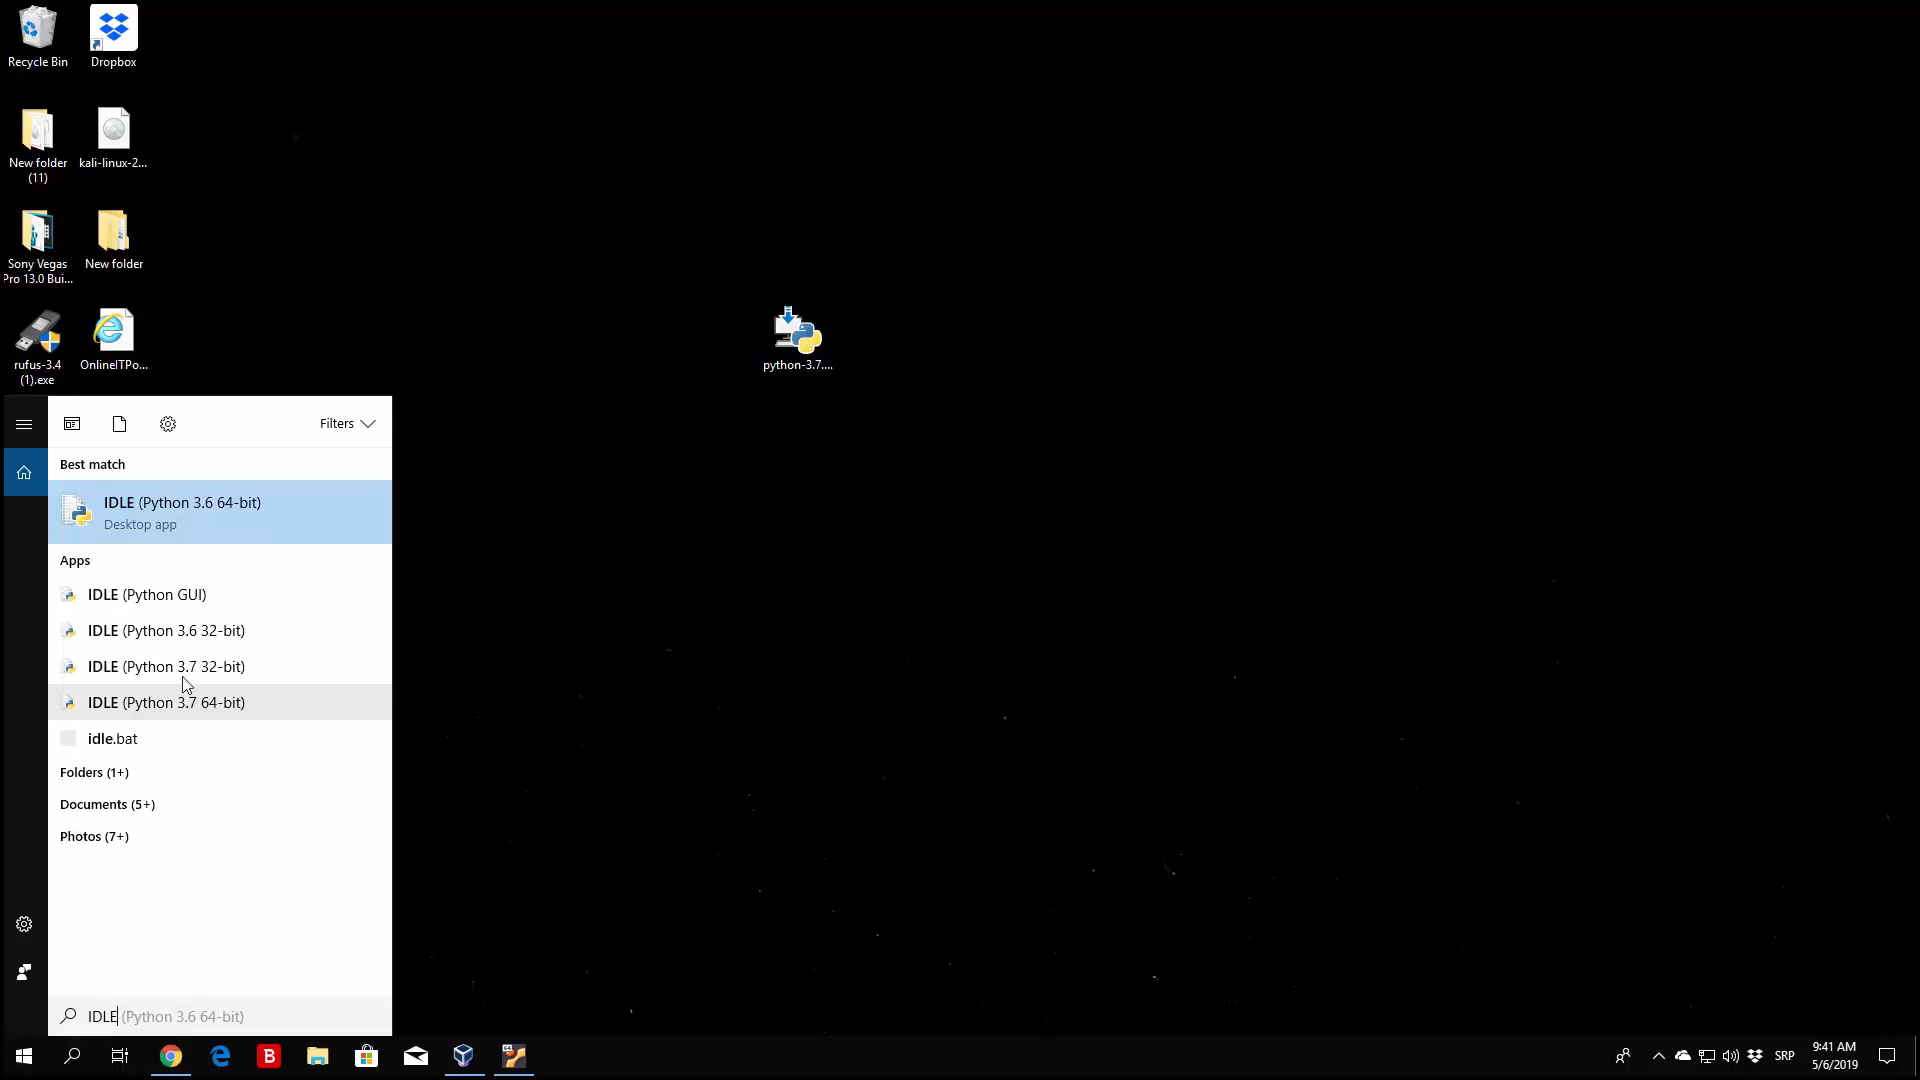 Recycle Bin
Dropbox
New folder
(11)
kali-linux-2...
Sony Vegas
Pro 13.0 Bui...
New folder
rufus-3.4
(1).exe
OnlineITPo...
python-3.7....
Filters
Best match
IDLE (Python 3.6 64-bit)
Desktop app
Apps
IDLE (Python GUI)
IDLE (Python 3.6 32-bit)
IDLE (Python 3.7 32-bit)
IDLE (Python 3.7 64-bit)
idle.bat
Folders (1+)
Documents (5+)
Photos (7+)
IDLE (Python 3.6 64-bit)
B
64
SRP
9:41 AM
5/6/2019